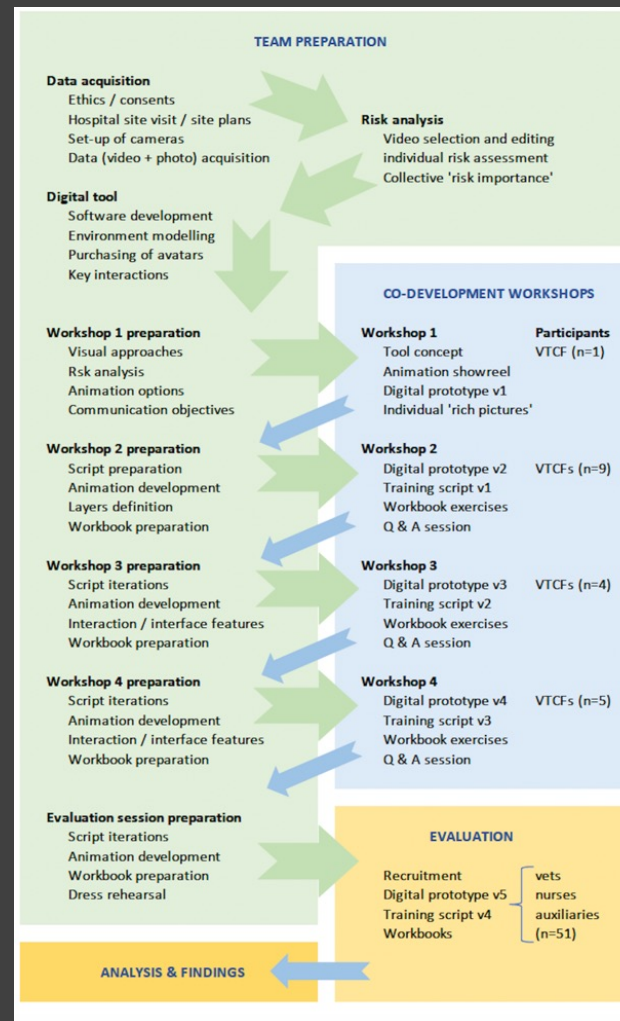 TEAM PREPARATION
Data acquisition
Ethics / consents
Hospital site visit / site plans
Set-up of cameras
Data (video + photo) acquisition
Risk analysis
Video selection and editing
individual risk assessment
Collective 'risk importance'
Digital tool
Software development
Environment modelling
Purchasing of avatars
Key interactions
CO-DEVELOPMENT WORKSHOPS
Workshop 1 preparation
Visual approaches
Rsk analysis
Animation options
Communication objectives
Workshop 1 Participants
Tool concept VTCF (n=1)
Animation showreel
Digital prototype v1
Individual 'rich pictures'
Workshop 2 preparation
Script preparation
Animation development
Layers definition
Workbook preparation
Workshop 2
Digital prototype v2 VTCFs (n=9)
Training script v1
Workbook exercises
Q & A session
Workshop 3 preparation
Script iterations
Animation development
Interaction / interface features
Workbook preparation
Workshop 3
Digital prototype v3 VTCFs (n=4)
Training script v2
Workbook exercises
Q & A session
Workshop 4 preparation
Script iterations
Animation development
Interaction / interface features
Workbook preparation
Workshop 4
Digital prototype v4 VTCFs (n=5)
Training script v3
Workbook exercises
Q & A session
Evaluation session preparation
Script iterations
Animation development
Workbook preparation
Dress rehearsal
EVALUATION
Recruitment vets
Digital prototype v5 nurses
Training script v4 auxiliaries
Workbooks (n=51)
ANALYSIS & FINDINGS